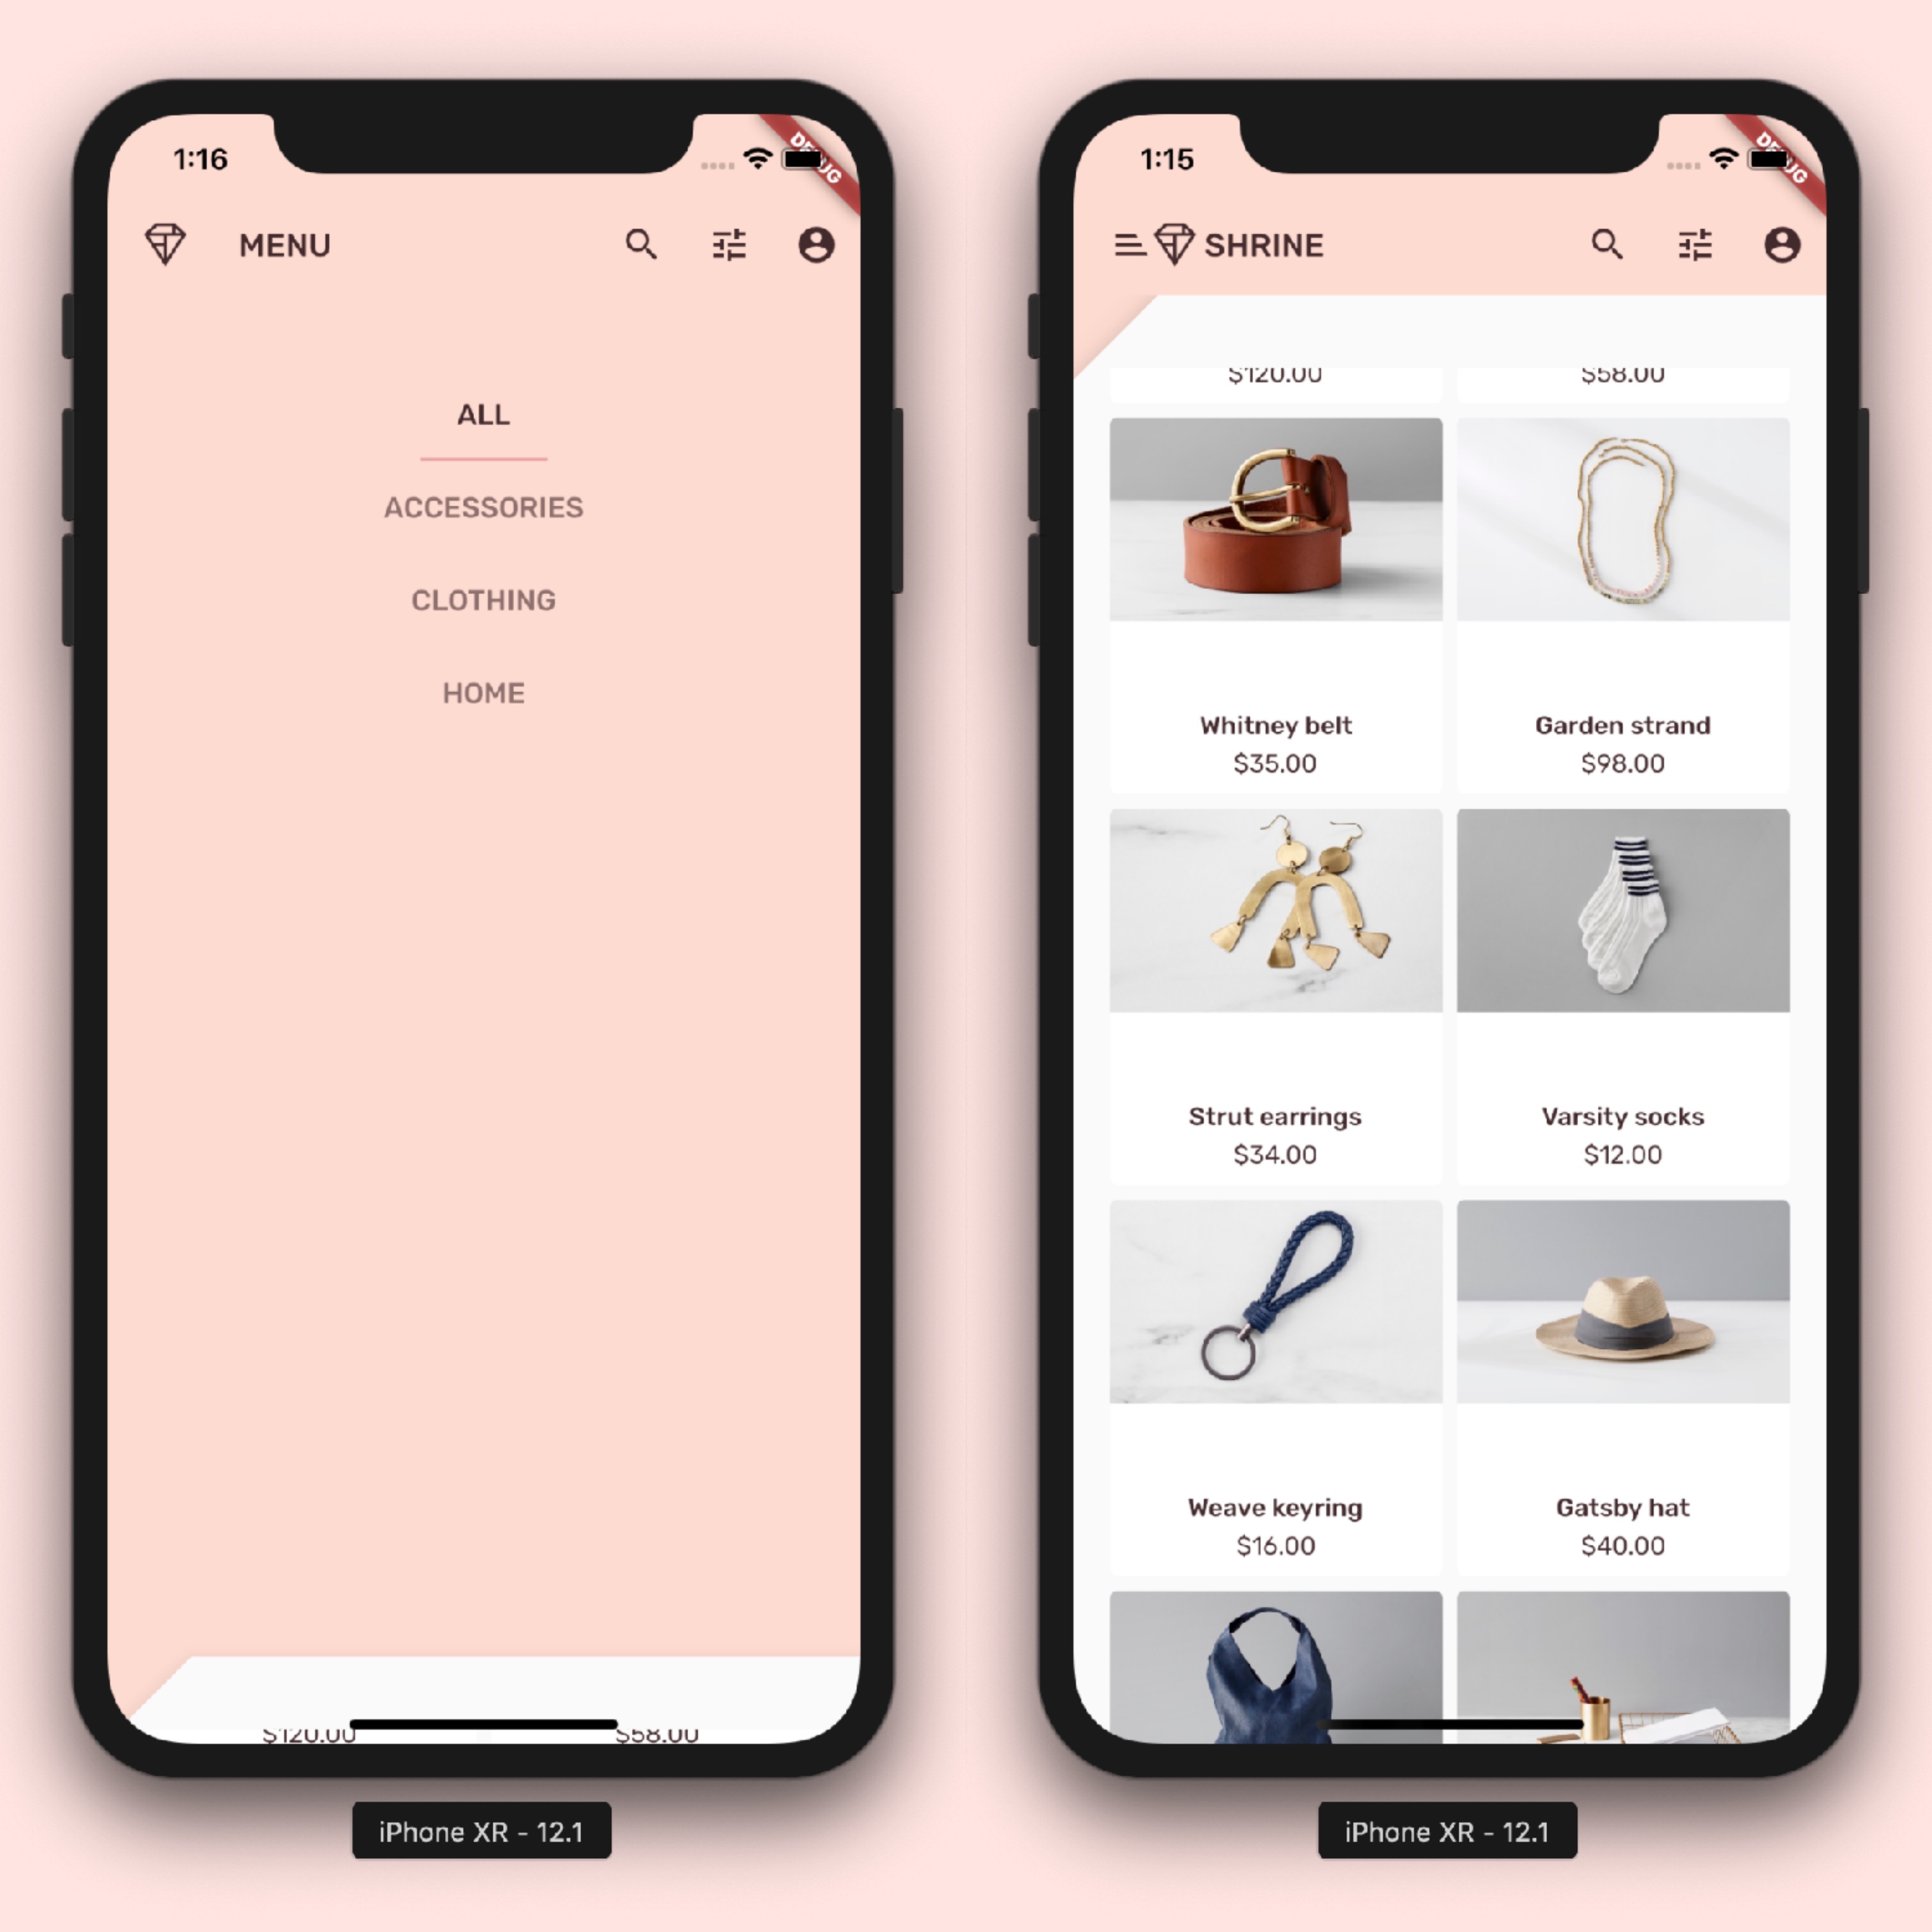 1:16
DEBUG
MENU
ALL
ACCESSORIES
CLOTHING
HOME
$120.00 $58.00
iPhone XR - 12.1
1:15
DEBUG
SHRINE
$120.00 $58.00
Whitney belt Garden strand
$35.00 $98.00
Strut earrings Varsity socks
$34.00 $12.00
Weave keyring Gatsby hat
$16.00 $40.00
iPhone XR - 12.1